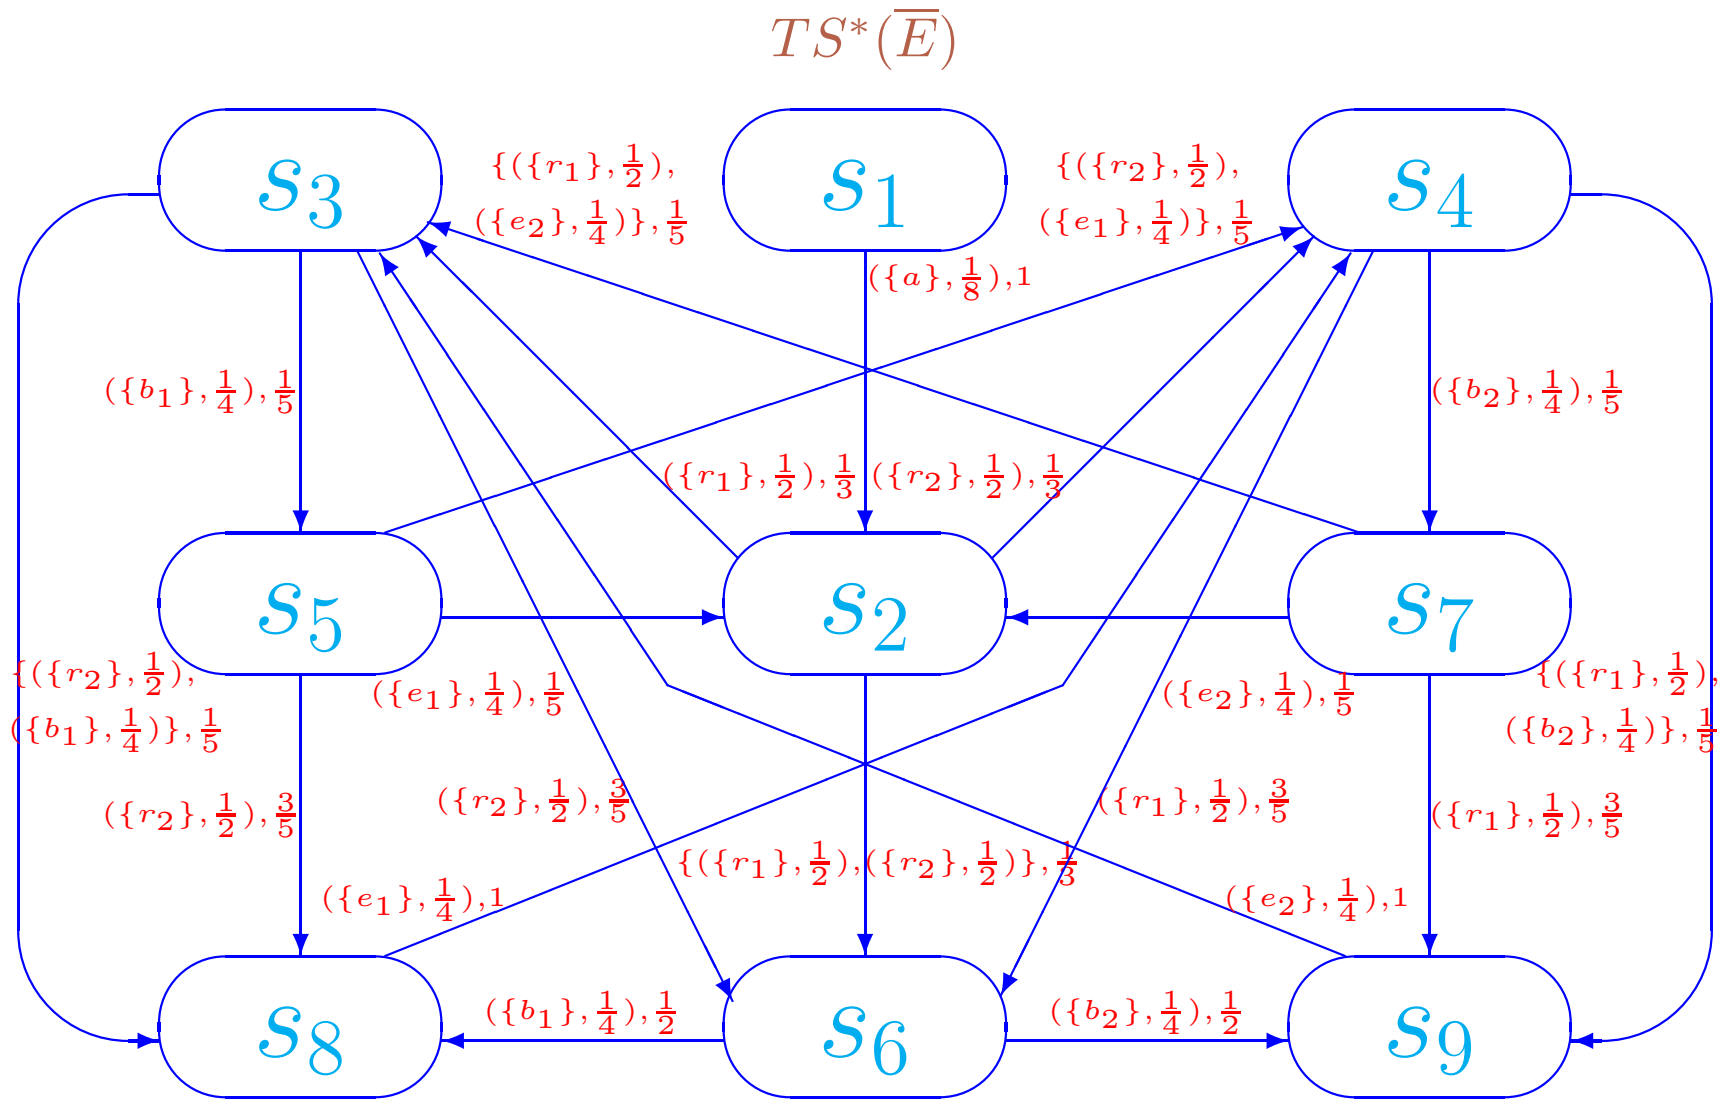 TS*(E̅)
s₃
s₁
s₄
{({r₁},1/2),
({e₂},1/4)},1/5
{({r₂},1/2),
({e₁},1/4)},1/5
({a},1/8),1
({b₁},1/4),1/5
({b₂},1/4),1/5
({r₁},1/2),1/3
({r₂},1/2),1/3
s₅
s₂
s₇
{({r₂},1/2),
({b₁},1/4)},1/5
({e₁},1/4),1/5
({e₂},1/4),1/5
{({r₁},1/2),
({b₂},1/4)},1/5
({r₂},1/2),3/5
({r₂},1/2),3/5
({r₁},1/2),3/5
({r₁},1/2),3/5
{({r₁},1/2),({r₂},1/2)},1/3
({e₁},1/4),1
({e₂},1/4),1
({b₁},1/4),1/2
({b₂},1/4),1/2
s₈
s₆
s₉